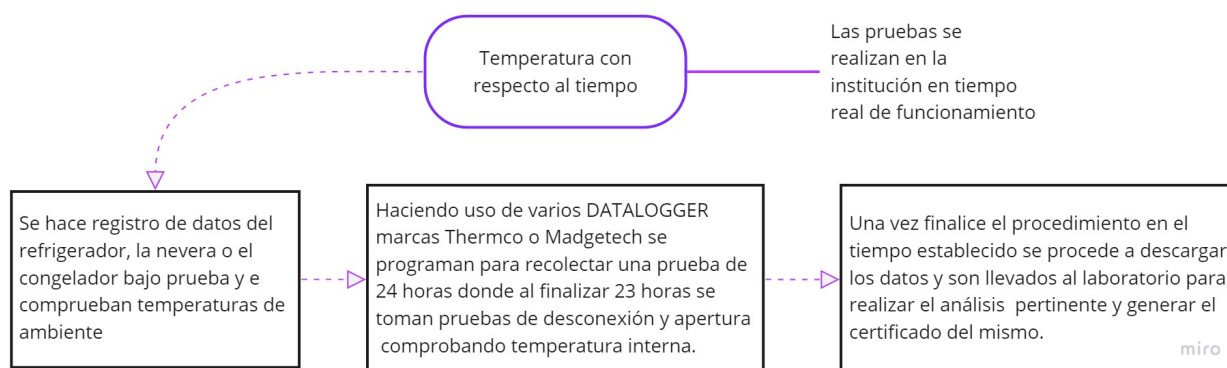 Temperatura con
respecto al tiempo
Las pruebas se
realizan en la
institución en tiempo
real de funcionamiento
Se hace registro de datos del
refrigerador, la nevera o el
congelador bajo prueba y e
comprueban temperaturas de
ambiente
Haciendo uso de varios DATALOGGER
marcas Thermco o Madgetech se
programan para recolectar una prueba de
24 horas donde al finalizar 23 horas se
toman pruebas de desconexión y apertura
comprobando temperatura interna.
Una vez finalice el procedimiento en el
tiempo establecido se procede a descargar
los datos y son llevados al laboratorio para
realizar el análisis pertinente y generar el
certificado del mismo.
miro